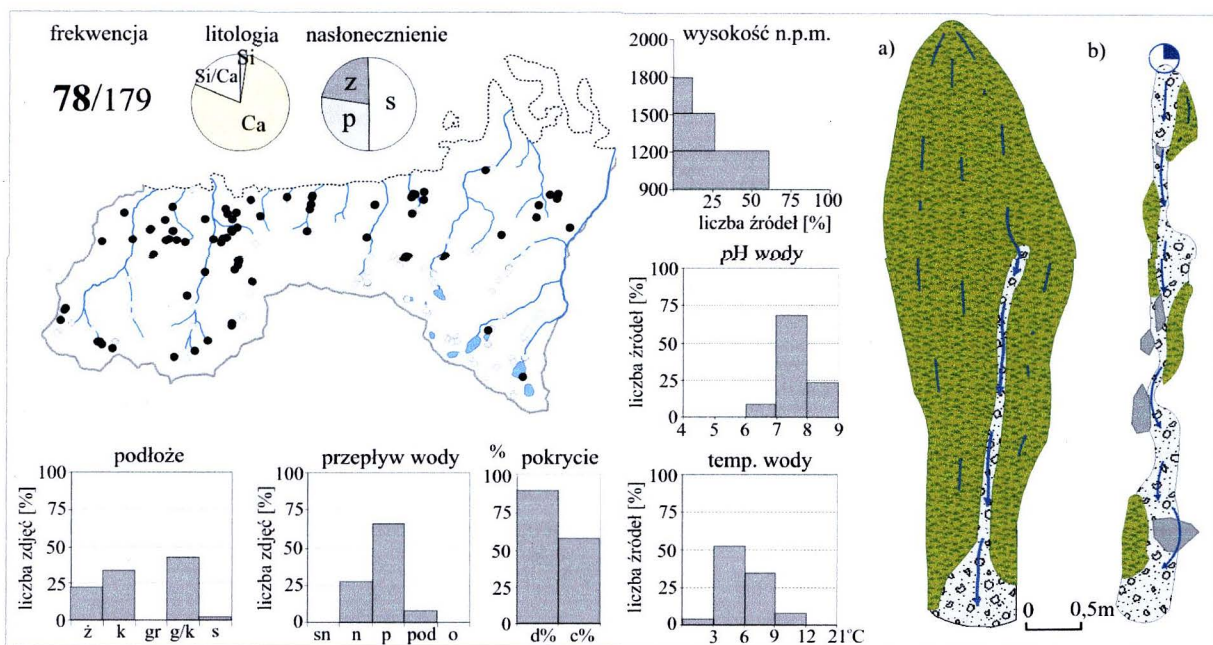 frekwencja
78/179
litologia
Si
Si/Ca
Ca
nasłonecznienie
z
s
p
wysokość n.p.m.
2000
1800
1500
1200
900
25 50 75 100
liczba źródeł [%]
pH wody
liczba źródeł [%]
100
75
50
25
0
4 5 6 7 8 9
podłoże
liczba zdjęć [%]
100
75
50
25
0
ż k gr g/k s
przepływ wody
liczba zdjęć [%]
100
75
50
25
0
sn n p pod o
% pokrycie
100
75
50
25
0
d% c%
temp. wody
liczba źródeł [%]
100
75
50
25
0
3 6 9 12 21°C
a)
b)
0 0,5m